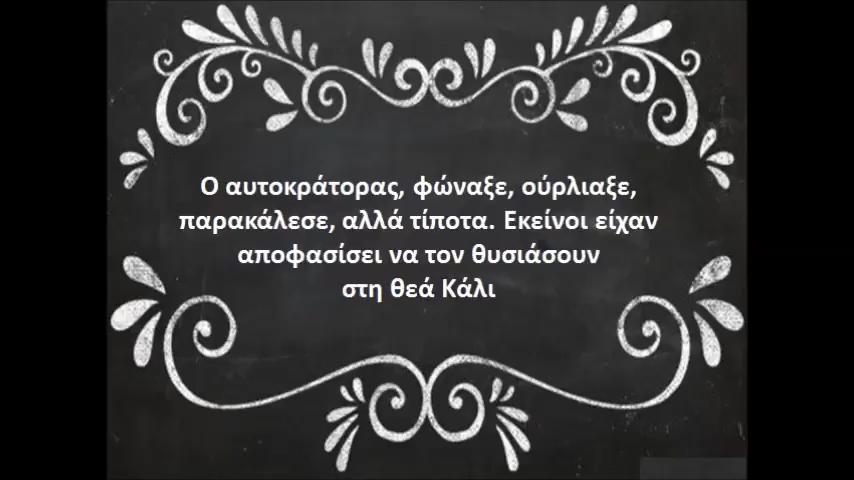 Ο αυτοκράτορας, φώναξε, ούρλιαξε,
παρακάλεσε, αλλά τίποτα. Εκείνοι είχαν
αποφασίσει να τον θυσιάσουν
στη θεά Κάλι